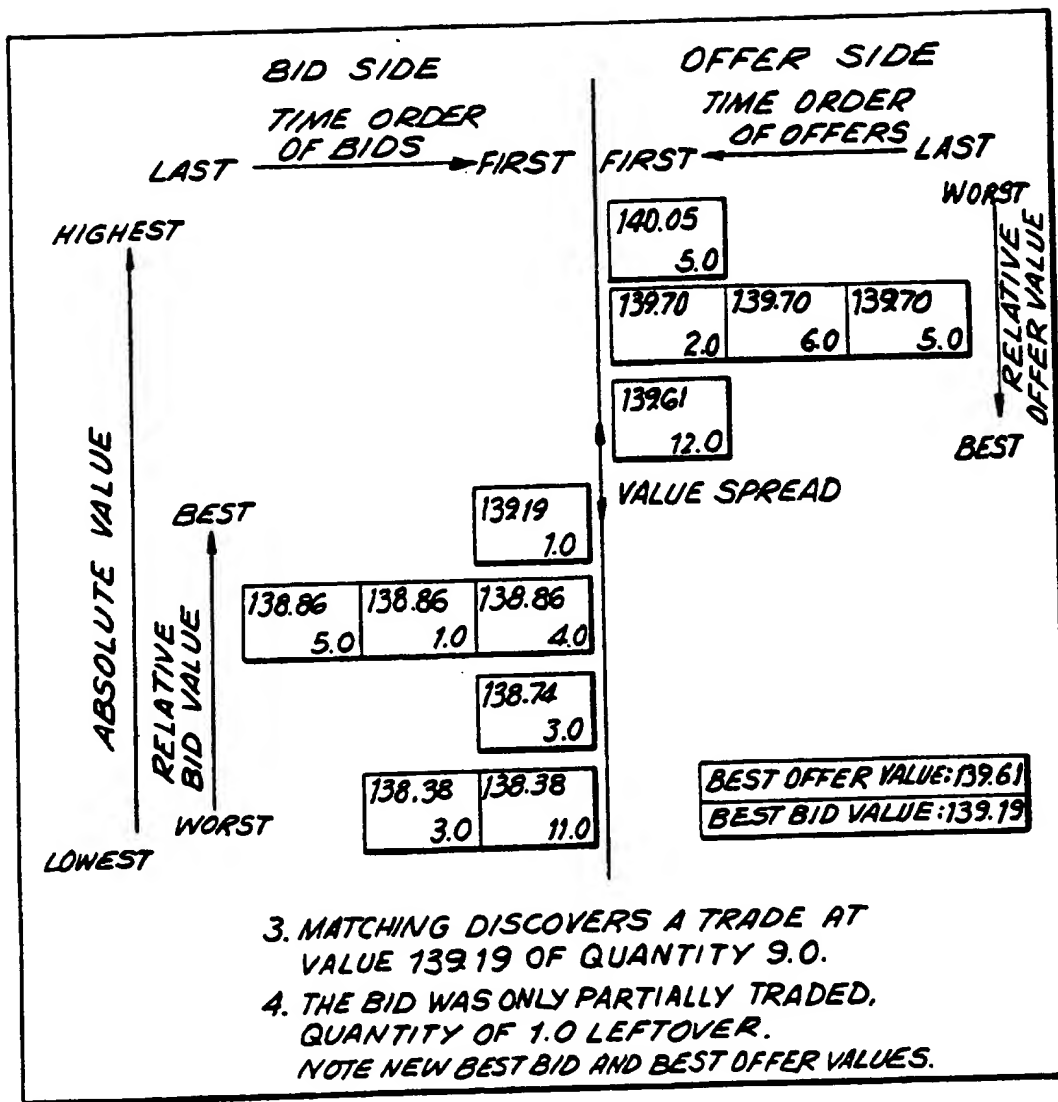 BID SIDE
OFFER SIDE
TIME ORDER
OF BIDS
TIME ORDER
OF OFFERS
LAST
FIRST
FIRST
LAST
HIGHEST
WORST
140.05
5.0
139.70
139.70
139.70
2.0
6.0
5.0
RELATIVE
OFFER VALUE
139.61
12.0
BEST
VALUE SPREAD
ABSOLUTE VALUE
BEST
139.19
1.0
138.86
138.86
138.86
5.0
1.0
4.0
RELATIVE
BID VALUE
138.74
3.0
138.38
138.38
3.0
11.0
WORST
LOWEST
BEST OFFER VALUE:139.61
BEST BID VALUE:139.19
3. MATCHING DISCOVERS A TRADE AT
VALUE 139.19 OF QUANTITY 9.0.
4. THE BID WAS ONLY PARTIALLY TRADED,
QUANTITY OF 1.0 LEFTOVER.
NOTE NEW BEST BID AND BEST OFFER VALUES.